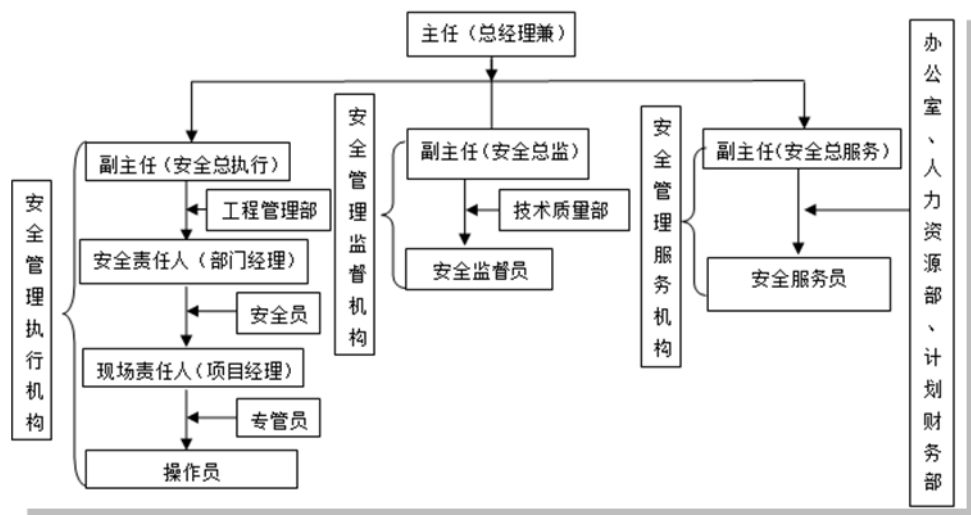 主任（总经理兼）
安全管理执行机构
副主任（安全总执行）
工程管理部
安全责任人（部门经理）
安全员
现场责任人（项目经理）
专管员
操作员
安全管理监督机构
副主任(安全总监）
技术质量部
安全监督员
安全管理服务机构
副主任(安全总服务）
安全服务员
办公室、人力资源部、计划财务部